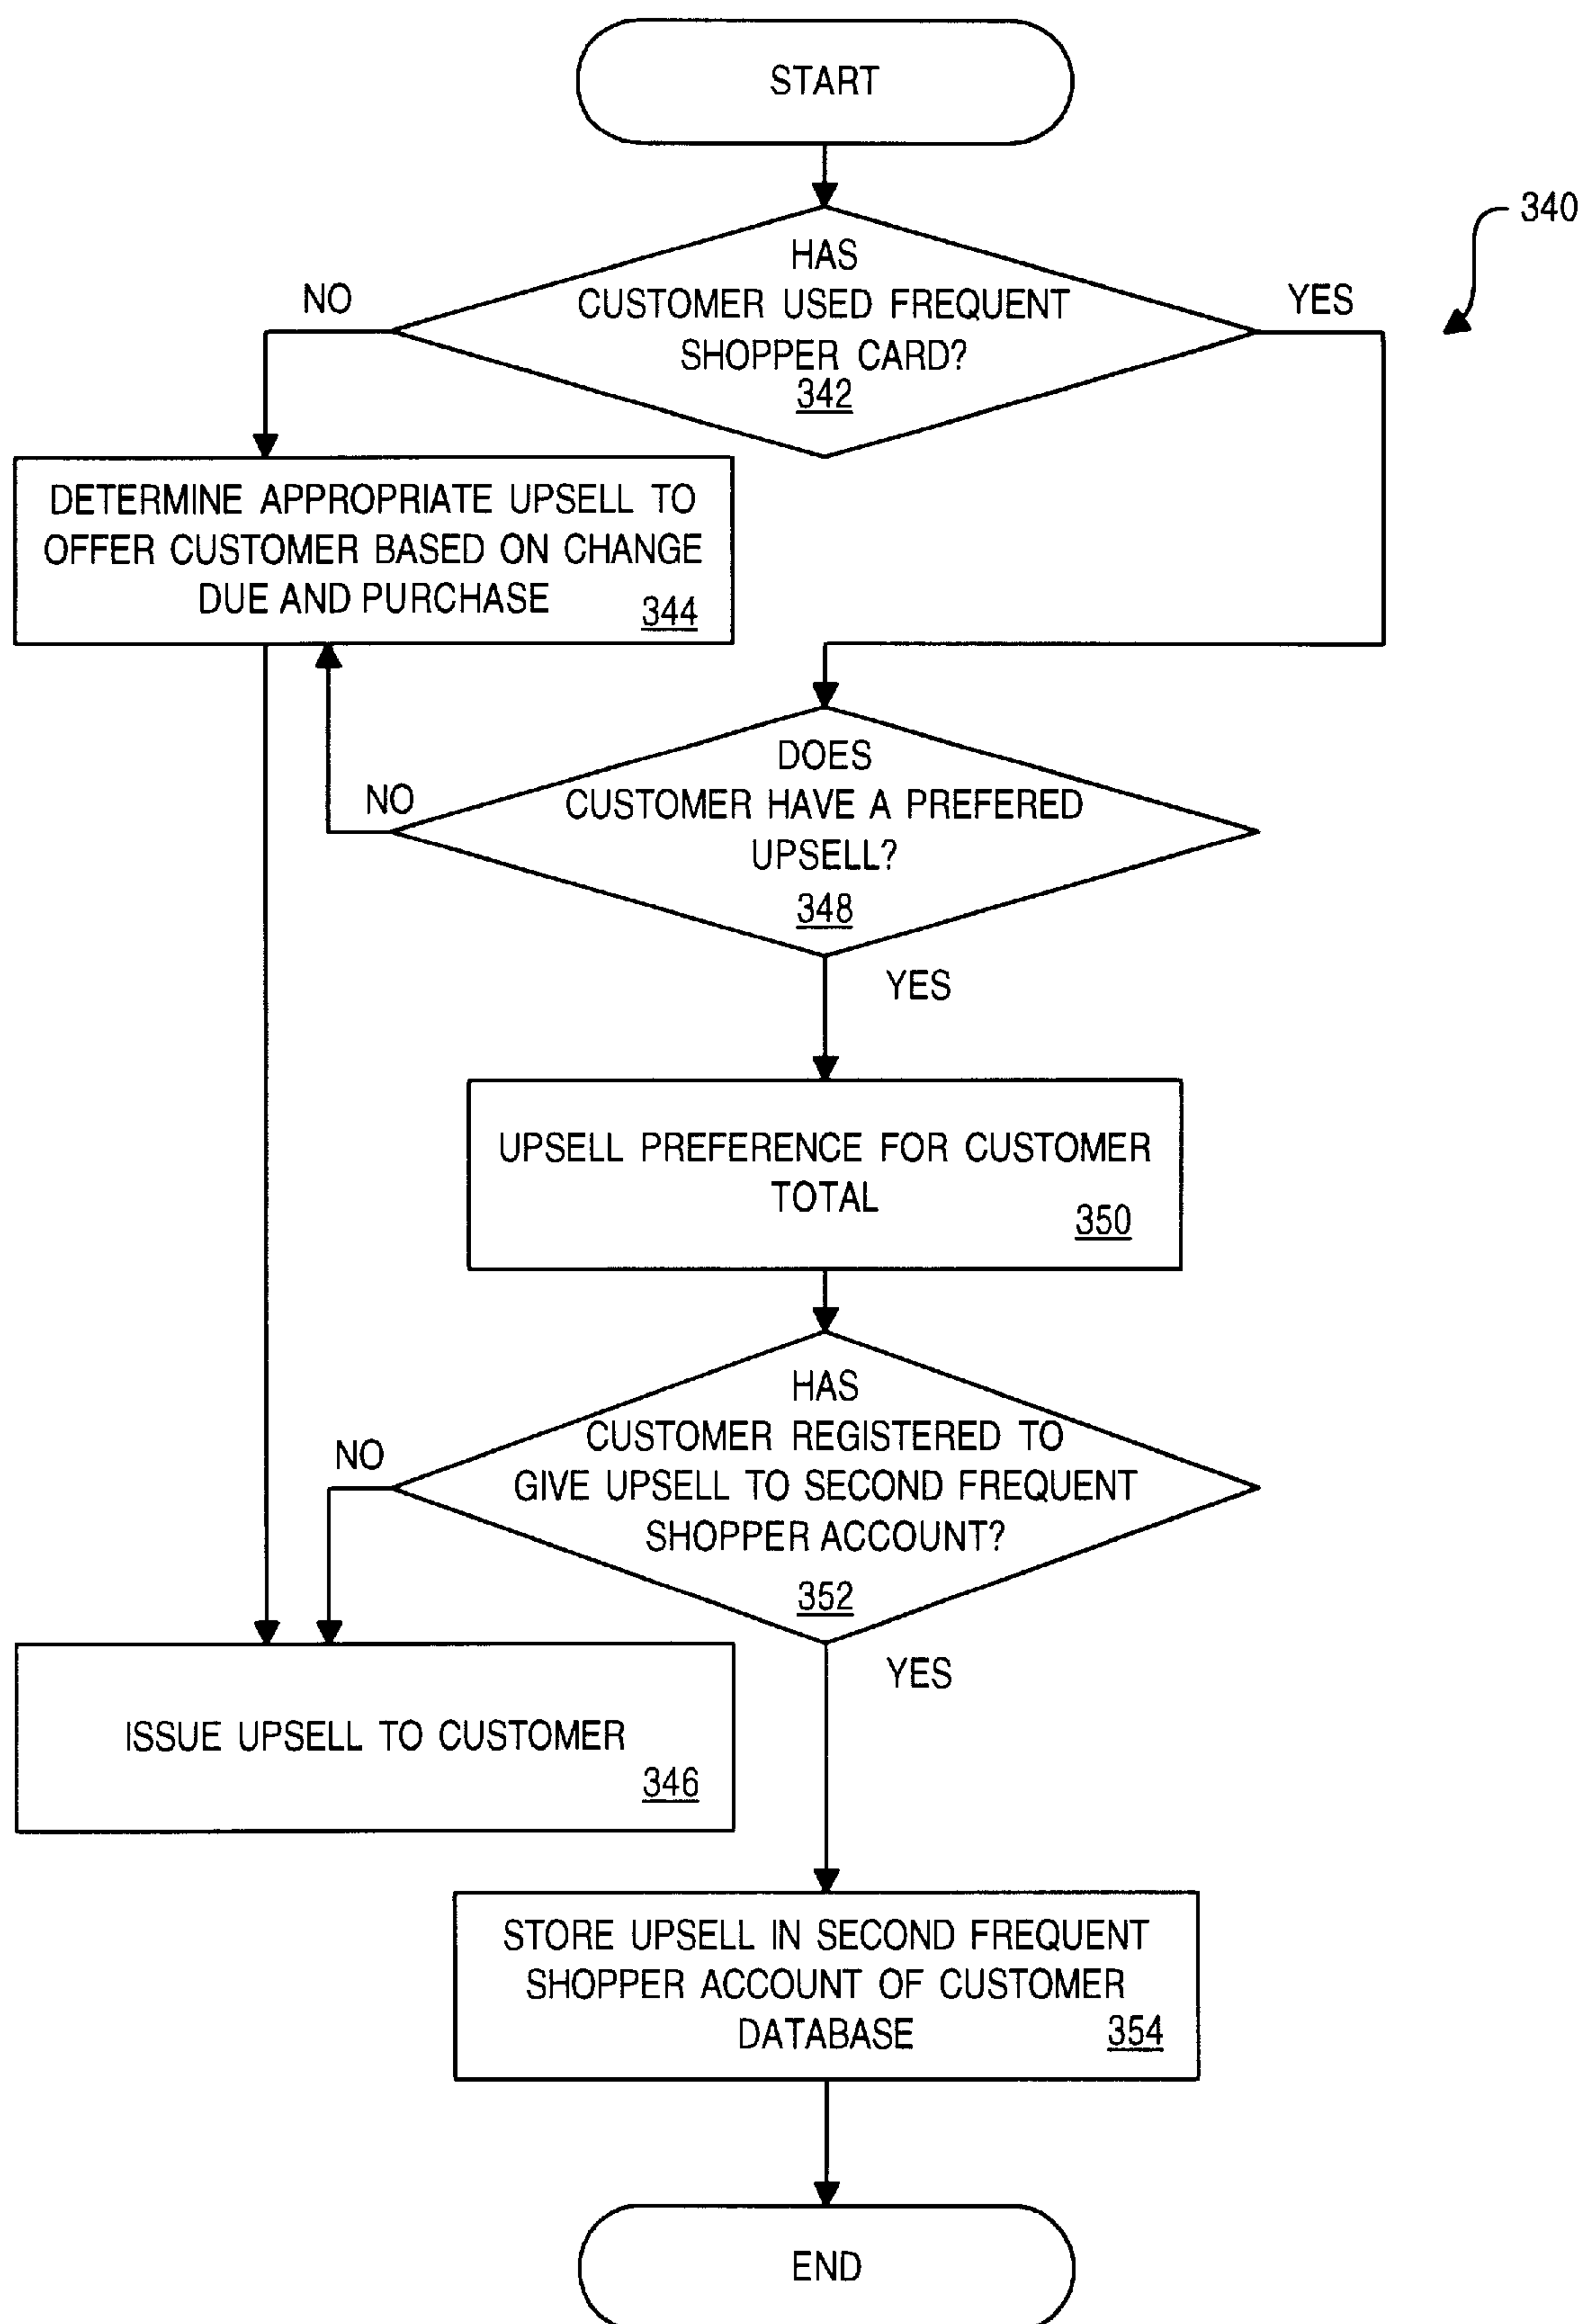 START
340
HAS
CUSTOMER USED FREQUENT
SHOPPER CARD?
342
NO
YES
DETERMINE APPROPRIATE UPSELL TO
OFFER CUSTOMER BASED ON CHANGE
DUE AND PURCHASE
344
DOES
CUSTOMER HAVE A PREFERED
UPSELL?
348
NO
YES
UPSELL PREFERENCE FOR CUSTOMER
TOTAL
350
HAS
CUSTOMER REGISTERED TO
GIVE UPSELL TO SECOND FREQUENT
SHOPPER ACCOUNT?
352
NO
YES
ISSUE UPSELL TO CUSTOMER
346
STORE UPSELL IN SECOND FREQUENT
SHOPPER ACCOUNT OF CUSTOMER
DATABASE
354
END